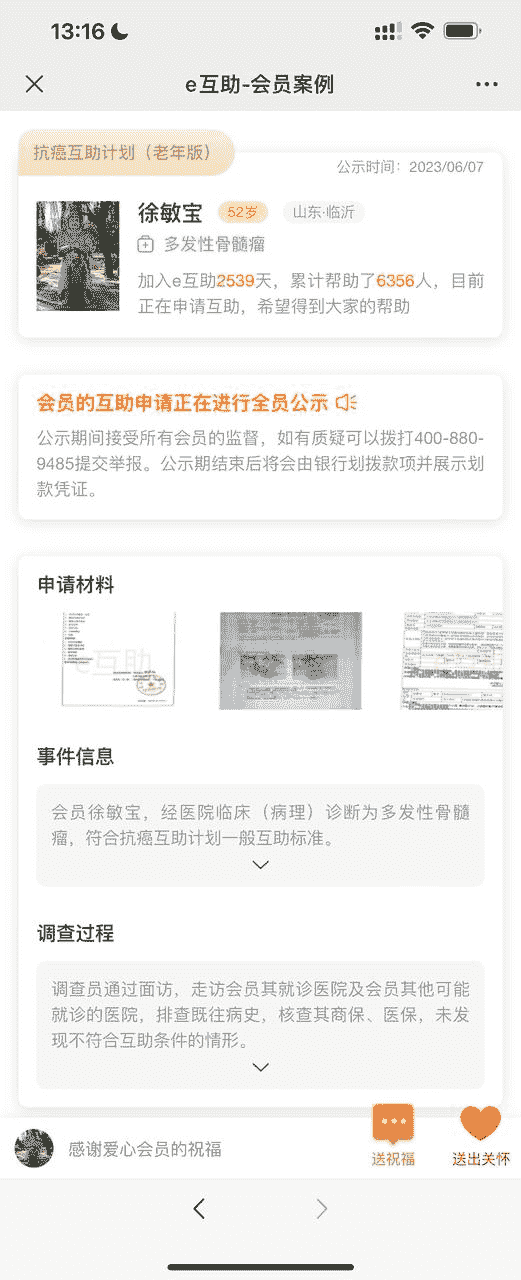 13:16
e互助-会员案例
抗癌互助计划（老年版）
公示时间：2023/06/07
徐敏宝 52岁 山东·临沂
多发性骨髓瘤
加入e互助2539天，累计帮助了6356人，目前
正在申请互助，希望得到大家的帮助
会员的互助申请正在进行全员公示
公示期间接受所有会员的监督，如有质疑可以拨打400-880-
9485提交举报。公示期结束后将会由银行划拨款项并展示划
款凭证。
申请材料
e互助
事件信息
会员徐敏宝，经医院临床（病理）诊断为多发性骨髓
瘤，符合抗癌互助计划一般互助标准。
调查过程
调查员通过面访，走访会员其就诊医院及会员其他可能
就诊的医院，排查既往病史，核查其商保、医保，未发
现不符合互助条件的情形。
感谢爱心会员的祝福
送祝福
送出关怀